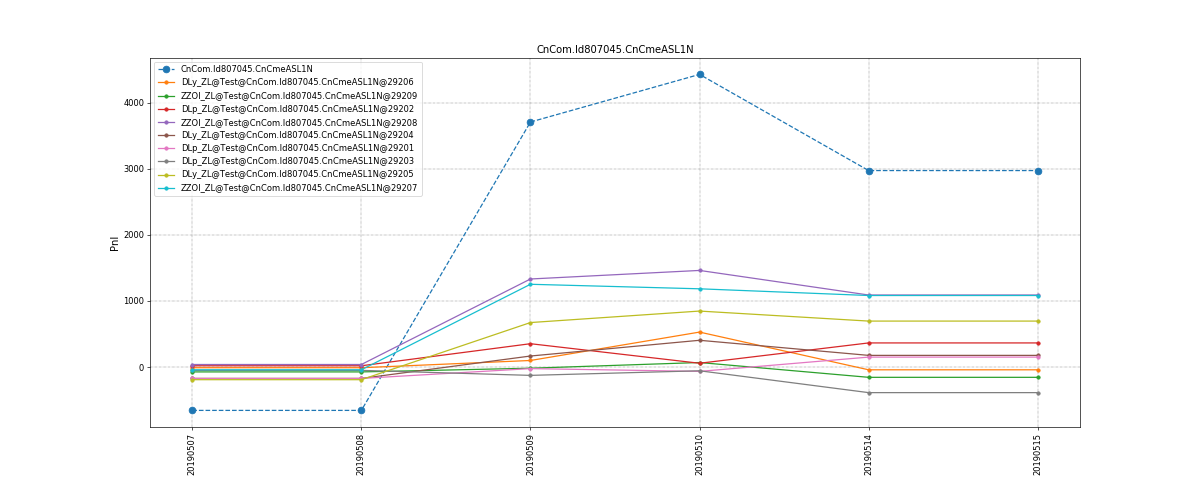 CnCom.Id807045.CnCmeASL1N
CnCom.Id807045.CnCmeASL1N
DLy_ZL@Test@CnCom.Id807045.CnCmeASL1N@29206
ZZOI_ZL@Test@CnCom.Id807045.CnCmeASL1N@29209
DLp_ZL@Test@CnCom.Id807045.CnCmeASL1N@29202
ZZOI_ZL@Test@CnCom.Id807045.CnCmeASL1N@29208
DLy_ZL@Test@CnCom.Id807045.CnCmeASL1N@29204
DLp_ZL@Test@CnCom.Id807045.CnCmeASL1N@29201
DLp_ZL@Test@CnCom.Id807045.CnCmeASL1N@29203
DLy_ZL@Test@CnCom.Id807045.CnCmeASL1N@29205
ZZOI_ZL@Test@CnCom.Id807045.CnCmeASL1N@29207
Pnl
4000
3000
2000
1000
0
20190507
20190508
20190509
20190510
20190514
20190515